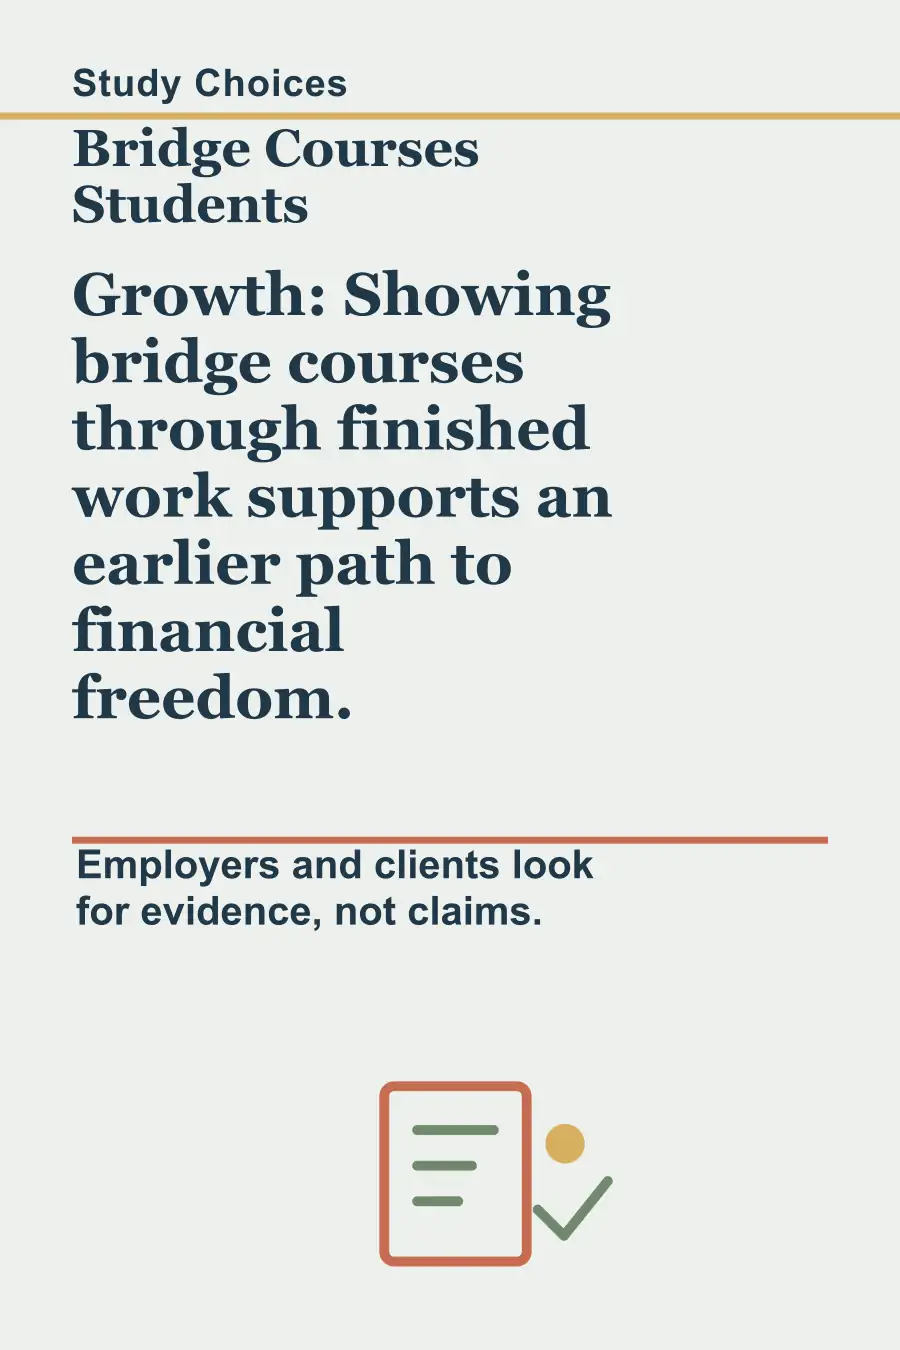 Study Choices
Bridge Courses
Students
Growth: Showing
bridge courses
through finished
work supports an
earlier path to
financial
freedom.
Employers and clients look
for evidence, not claims.